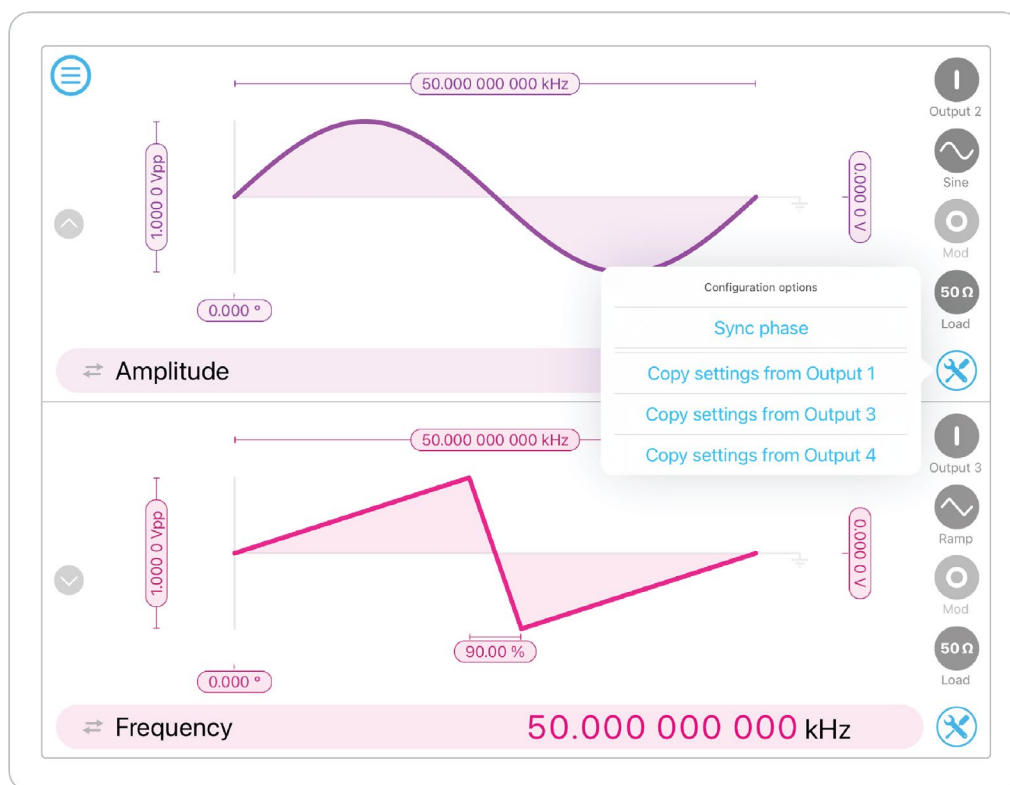 50.000 000 000 kHz
Output 2
1.000 0 Vpp
0.000 0 V
Sine
Mod
0.000 °
Configuration options
50 Ω
Load
Sync phase
Amplitude
Copy settings from Output 1
Copy settings from Output 3
Copy settings from Output 4
50.000 000 000 kHz
Output 3
1.000 0 Vpp
0.000 0 V
Ramp
Mod
90.00 %
50 Ω
Load
0.000 °
Frequency
50.000 000 000 kHz